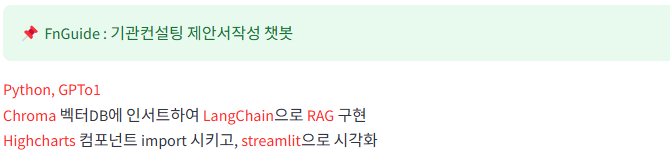 📌 FnGuide : 기관컨설팅 제안서작성 챗봇
Python, GPTo1
Chroma 벡터DB에 인서트하여 LangChain으로 RAG 구현
Highcharts 컴포넌트 import 시키고, streamlit으로 시각화